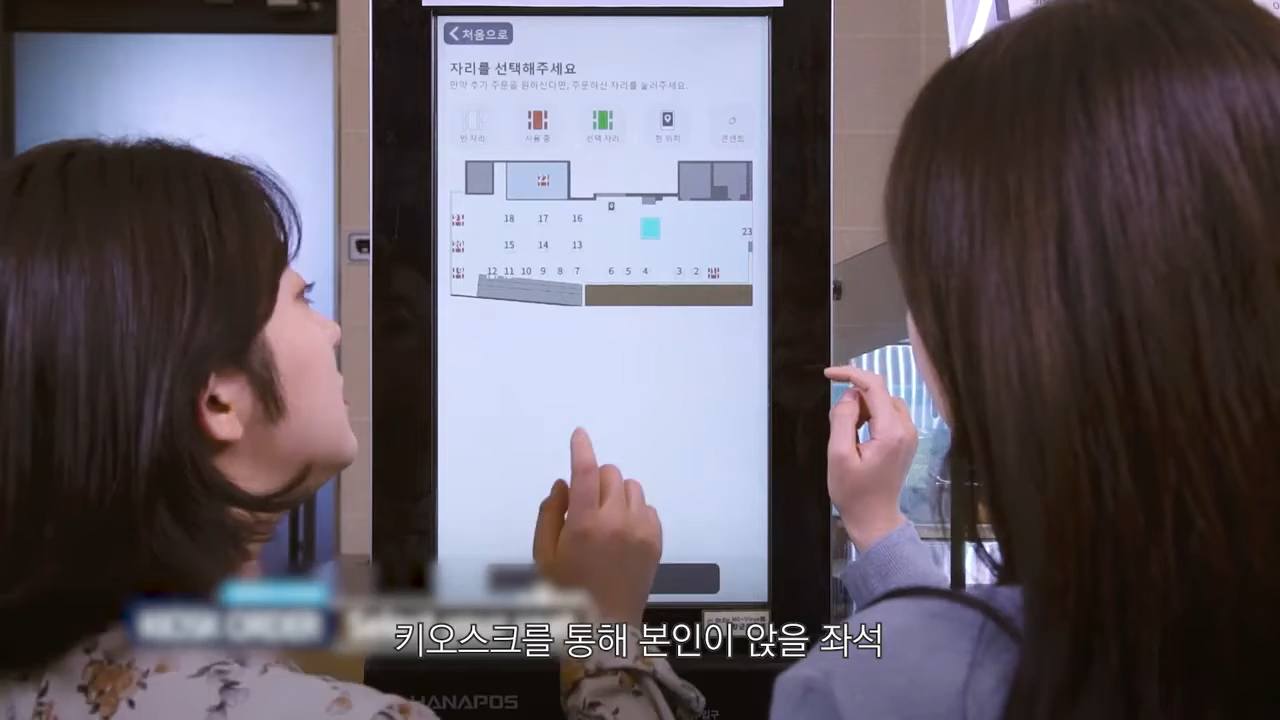 처음으로
자리를 선택해주세요
만약 추가 주문을 원하신다면, 주문하신 자리를 눌러주세요.
빈 자리 사용 중 선택 자리 현 위치 콘센트
22
18 17 16
23
15 14 13
12 11 10 9 8 7 6 5 4 3 2
키오스크를 통해 본인이 앉을 좌석
HANAPOS